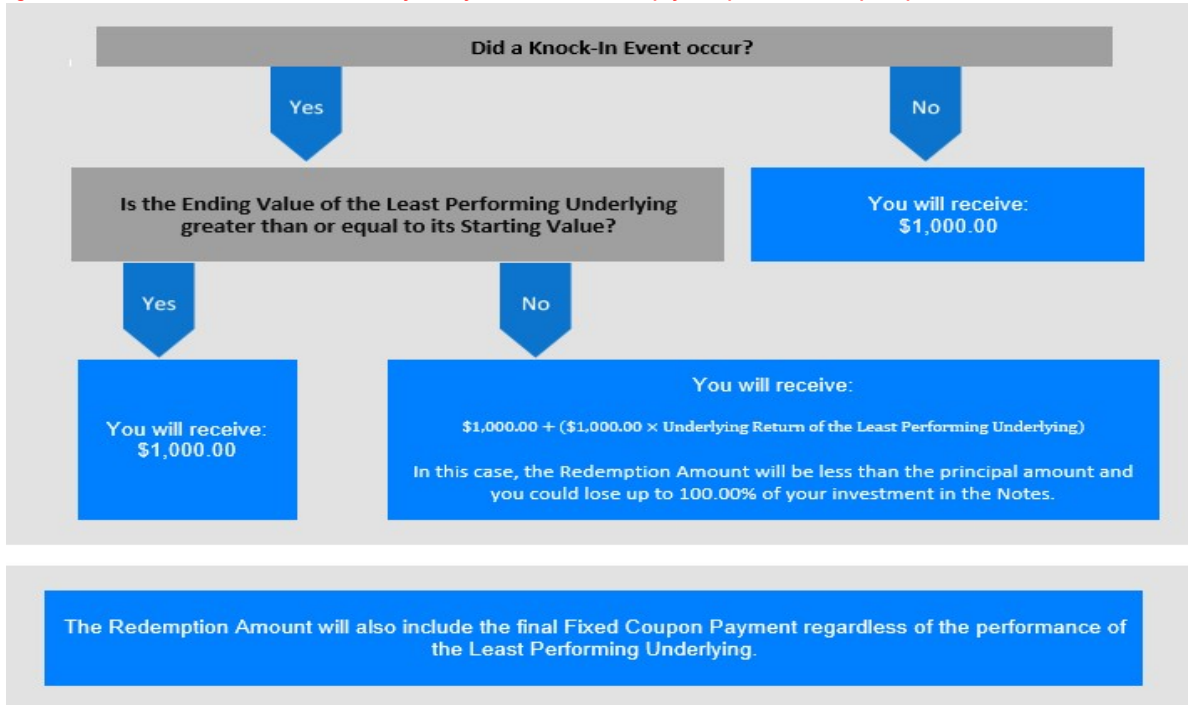 Did a Knock-In Event occur?
Yes
No
Is the Ending Value of the Least Performing Underlying
greater than or equal to its Starting Value?
You will receive:
$1,000.00
Yes
No
You will receive:
$1,000.00
You will receive:
$1,000.00 + ($1,000.00 × Underlying Return of the Least Performing Underlying)
In this case, the Redemption Amount will be less than the principal amount and
you could lose up to 100.00% of your investment in the Notes.
The Redemption Amount will also include the final Fixed Coupon Payment regardless of the performance of
the Least Performing Underlying.